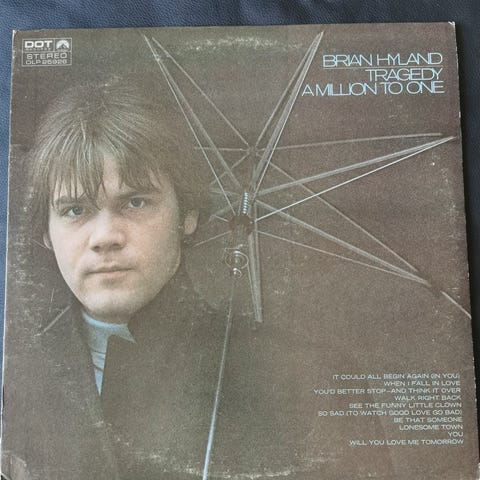 DOT
STEREO
DLP 25926
BRIAN HYLAND
TRAGEDY
A MILLION TO ONE
IT COULD ALL BEGIN AGAIN (IN YOU)
WHEN I FALL IN LOVE
YOU'D BETTER STOP—AND THINK IT OVER
WALK RIGHT BACK
SEE THE FUNNY LITTLE CLOWN
SO SAD (TO WATCH GOOD LOVE GO BAD)
BE THAT SOMEONE
LONESOME TOWN
YOU
WILL YOU LOVE ME TOMORROW